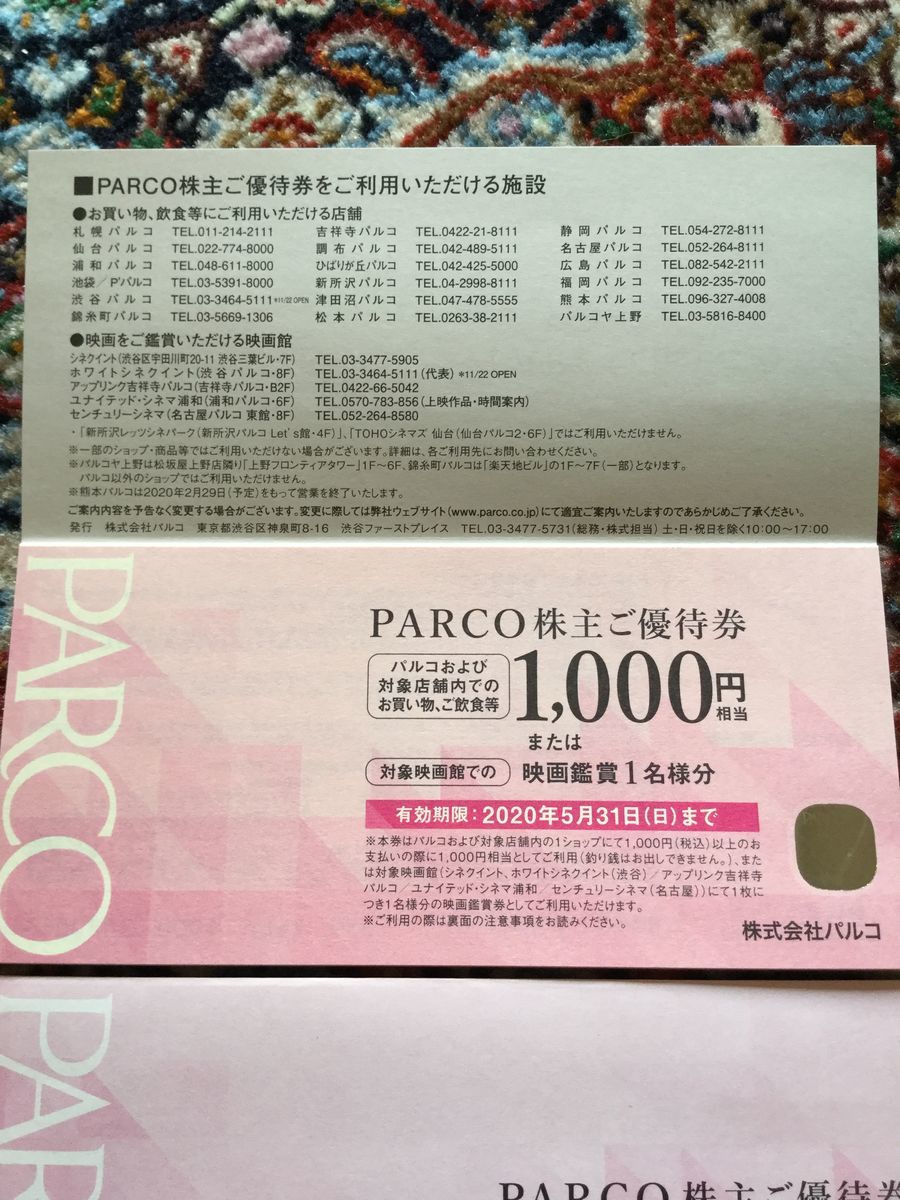 ■PARCO株主ご優待券をご利用いただける施設
●お買い物、飲食等にご利用いただける店舗
札幌パルコ TEL.011-214-2111 吉祥寺パルコ TEL.0422-21-8111 静岡パルコ TEL.054-272-8111
仙台パルコ TEL.022-774-8000 調布パルコ TEL.042-489-5111 名古屋パルコ TEL.052-264-8111
浦和パルコ TEL.048-611-8000 ひばりが丘パルコ TEL.042-425-5000 広島パルコ TEL.082-542-2111
池袋／P'パルコ TEL.03-5391-8000 新所沢パルコ TEL.04-2998-8111 福岡パルコ TEL.092-235-7000
渋谷パルコ TEL.03-3464-5111 *11/22 OPEN 津田沼パルコ TEL.047-478-5555 熊本パルコ TEL.096-327-4008
錦糸町パルコ TEL.03-5669-1306 松本パルコ TEL.0263-38-2111 パルコヤ上野 TEL.03-5816-8400
●映画をご鑑賞いただける映画館
シネクイント(渋谷区宇田川町20-11 渋谷三葉ビル・7F) TEL.03-3477-5905
ホワイトシネクイント(渋谷パルコ・8F) TEL.03-3464-5111(代表) *11/22 OPEN
アップリンク吉祥寺パルコ(吉祥寺パルコ・B2F) TEL.0422-66-5042
ユナイテッド・シネマ浦和(浦和パルコ・6F) TEL.0570-783-856(上映作品・時間案内)
センチュリーシネマ(名古屋パルコ 東館・8F) TEL.052-264-8580
・「新所沢レッツシネパーク(新所沢パルコ Let's館・4F)」、「TOHOシネマズ 仙台(仙台パルコ2・6F)」ではご利用いただけません。
※一部のショップ・商品等ではご利用いただけない場合がございます。詳細は、各ご利用先にお問い合わせください。
※パルコヤ上野は松坂屋上野店隣り「上野フロンティアタワー」1F～6F、錦糸町パルコは「楽天地ビル」の1F～7F(一部)となります。
パルコ以外のショップではご利用いただけません。
※熊本パルコは2020年2月29日(予定)をもって営業を終了いたします。
ご案内内容を予告なく変更する場合がございます。変更に際しては弊社ウェブサイト(www.parco.co.jp)にて適宜ご案内いたしますのであらかじめご了承ください。
発行 株式会社パルコ 東京都渋谷区神泉町8-16 渋谷ファーストプレイス TEL.03-3477-5731(総務・株式担当) 土・日・祝日を除く10:00～17:00
PARCO
PARCO株主ご優待券
パルコおよび
対象店舗内での
お買い物、ご飲食等
1,000円
相当
または
対象映画館での 映画鑑賞1名様分
有効期限：2020年5月31日(日)まで
※本券はパルコおよび対象店舗内の1ショップにて1,000円(税込)以上のお
支払いの際に1,000円相当としてご利用(釣り銭はお出しできません。)、また
は対象映画館(シネクイント、ホワイトシネクイント(渋谷)／アップリンク吉祥寺
パルコ／ユナイテッド・シネマ浦和／センチュリーシネマ(名古屋))にて1枚に
つき1名様分の映画鑑賞券としてご利用いただけます。
※ご利用の際は裏面の注意事項をお読みください。
株式会社パルコ
PAR
PARCO株主ご優待券